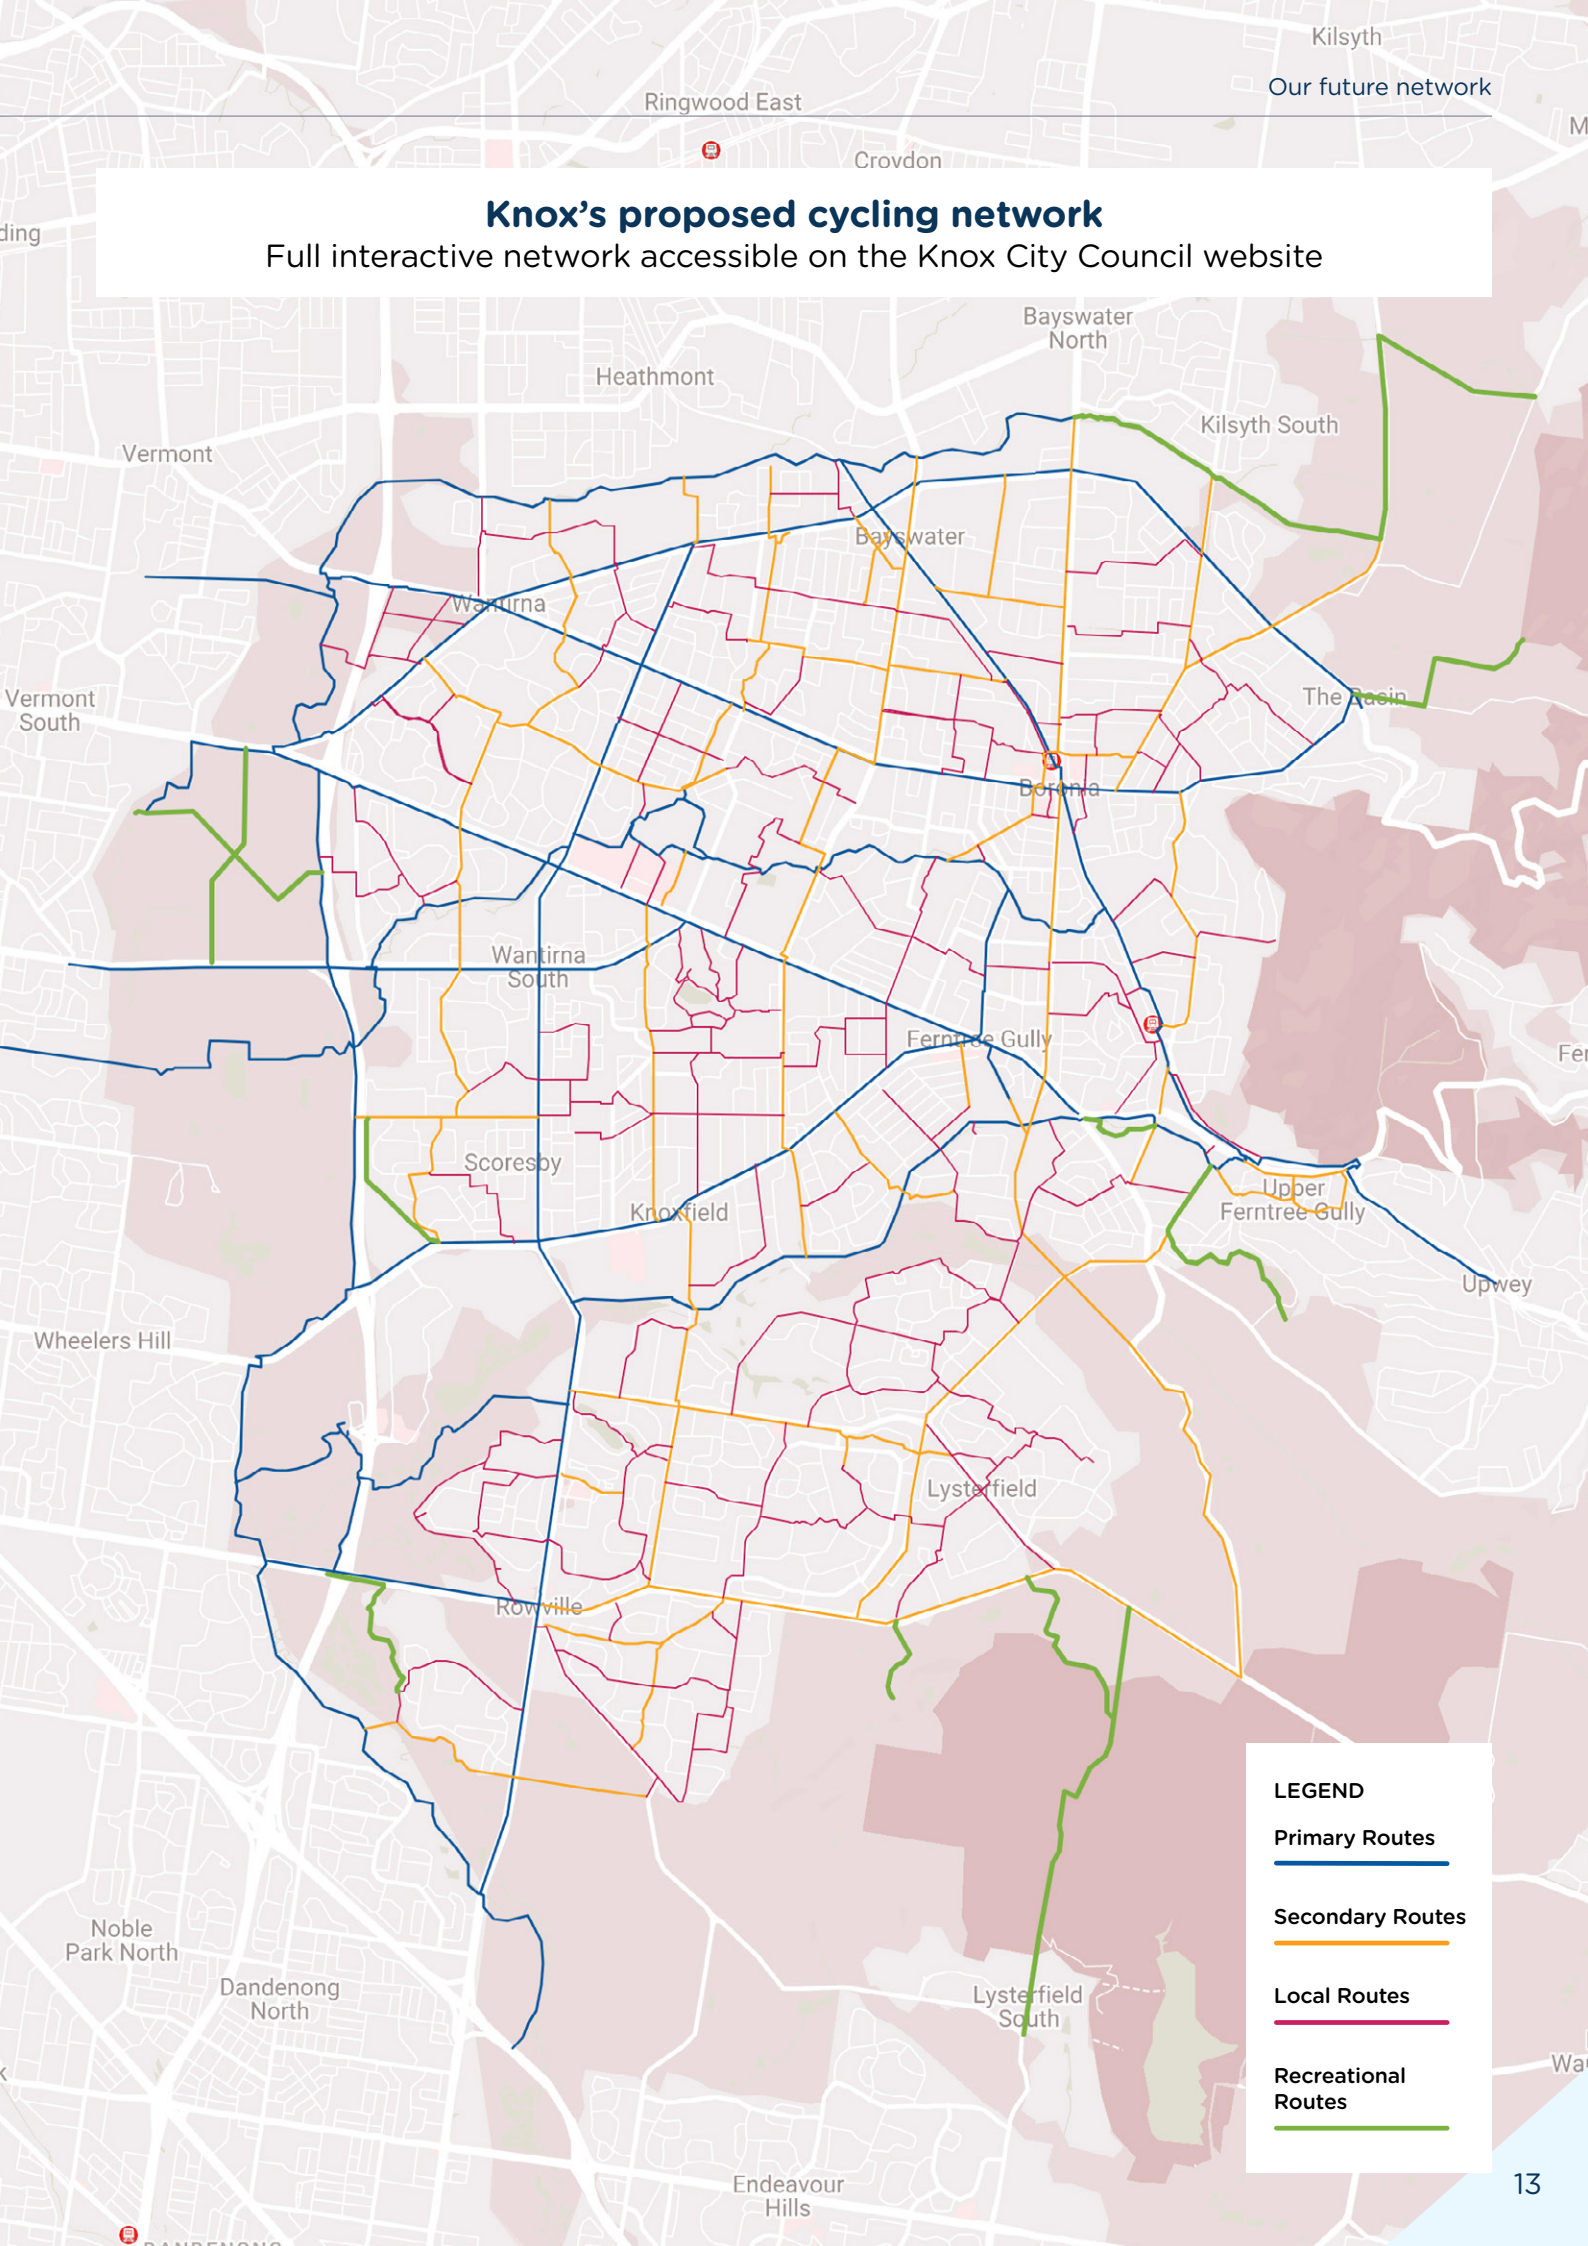 Kilsyth
Our future network
Ringwood East
Croydon
Knox's proposed cycling network
Full interactive network accessible on the Knox City Council website
Bayswater
North
Heathmont
Kilsyth South
Vermont
Bayswater
Wantirna
Vermont
South
The Basin
Boronia
Wantirna
South
Ferntree Gully
Scoresby
Knoxfield
Upper
Ferntree Gully
Upwey
Wheelers Hill
Lysterfield
Rowville
LEGEND
Primary Routes
Secondary Routes
Local Routes
Recreational
Routes
Noble
Park North
Dandenong
North
Lysterfield
South
Endeavour
Hills
13